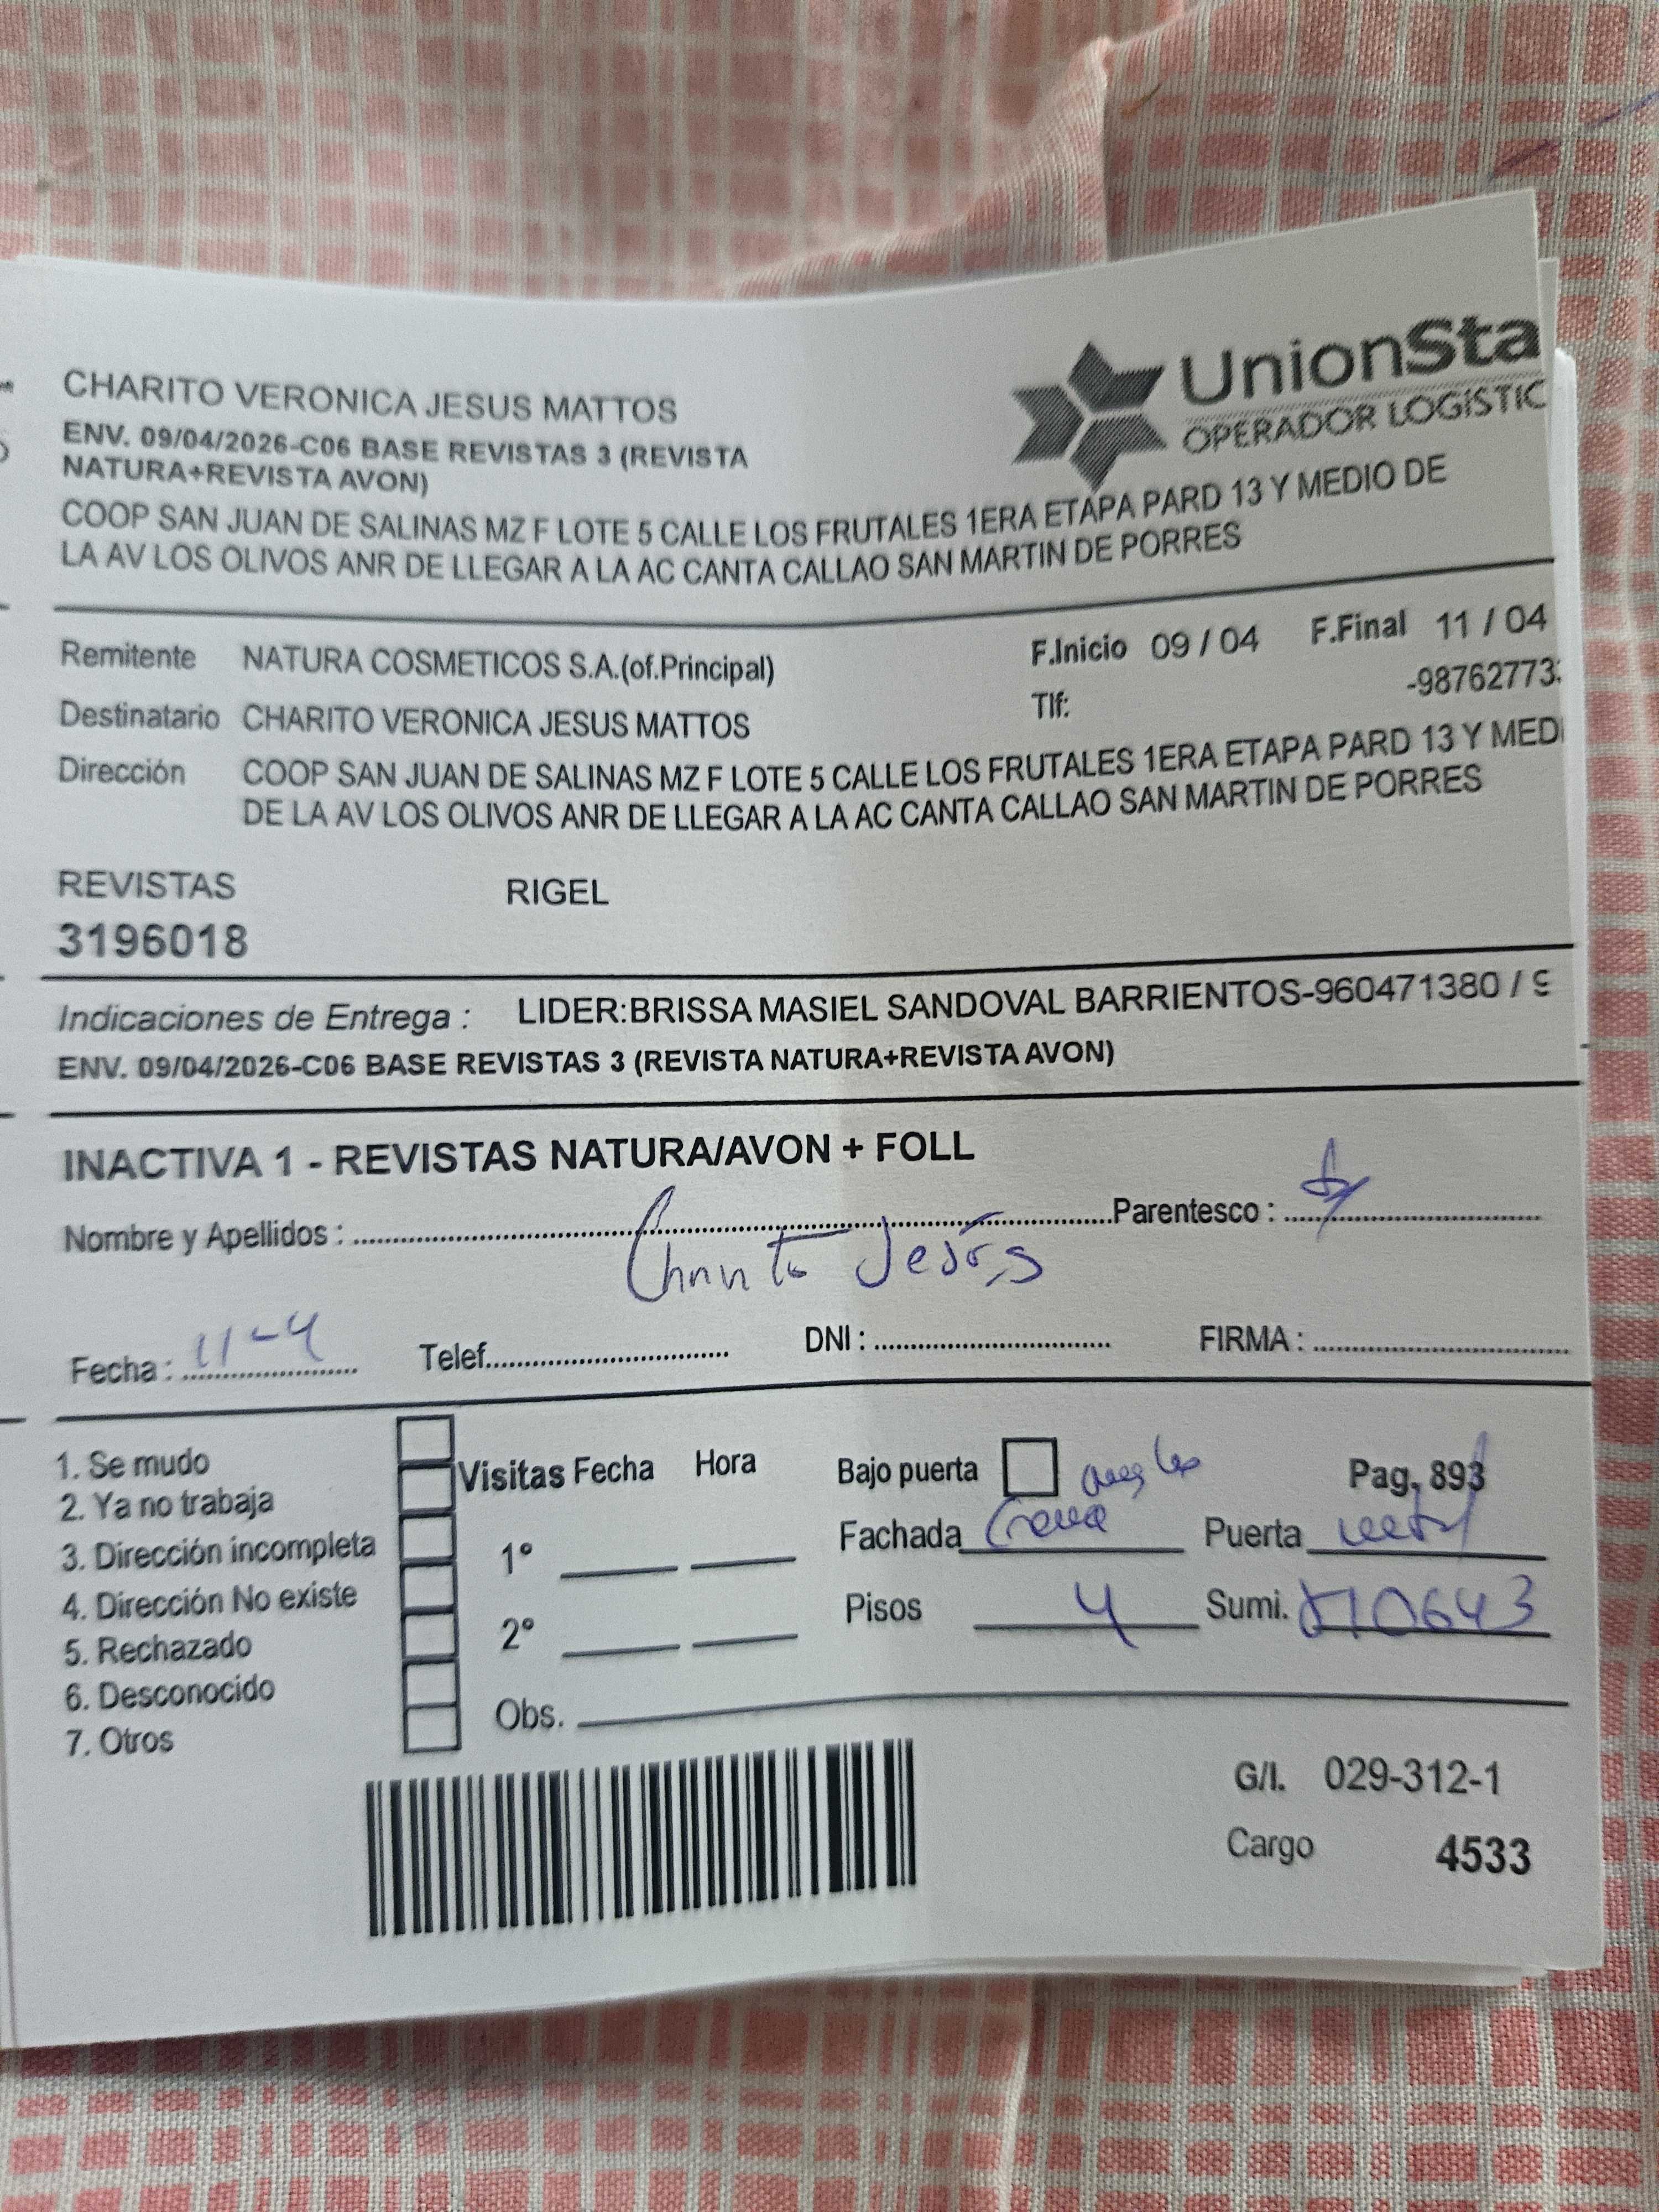 UnionSta
OPERADOR LOGÍSTIC
CHARITO VERONICA JESUS MATTOS
ENV. 09/04/2026-C06 BASE REVISTAS 3 (REVISTA
NATURA+REVISTA AVON)
COOP SAN JUAN DE SALINAS MZ F LOTE 5 CALLE LOS FRUTALES 1ERA ETAPA PARD 13 Y MEDIO DE
LA AV LOS OLIVOS ANR DE LLEGAR A LA AC CANTA CALLAO SAN MARTIN DE PORRES
Remitente NATURA COSMETICOS S.A.(of.Principal) F.Inicio 09 / 04 F.Final 11 / 04
Destinatario CHARITO VERONICA JESUS MATTOS Tlf: -98762773
Dirección COOP SAN JUAN DE SALINAS MZ F LOTE 5 CALLE LOS FRUTALES 1ERA ETAPA PARD 13 Y MEDI
DE LA AV LOS OLIVOS ANR DE LLEGAR A LA AC CANTA CALLAO SAN MARTIN DE PORRES
REVISTAS RIGEL
3196018
Indicaciones de Entrega : LIDER:BRISSA MASIEL SANDOVAL BARRIENTOS-960471380 / 9
ENV. 09/04/2026-C06 BASE REVISTAS 3 (REVISTA NATURA+REVISTA AVON)
INACTIVA 1 - REVISTAS NATURA/AVON + FOLL
Nombre y Apellidos : Charito Jesús Parentesco :
Fecha : 11-4 Telef. DNI : FIRMA :
1. Se mudo
2. Ya no trabaja
3. Dirección incompleta
4. Dirección No existe
5. Rechazado
6. Desconocido
7. Otros
Visitas Fecha Hora
1°
2°
Obs.
Bajo puerta Pag. 893
Fachada Crema Puerta metal
Pisos 4 Sumi. 0643
G/I. 029-312-1
Cargo 4533